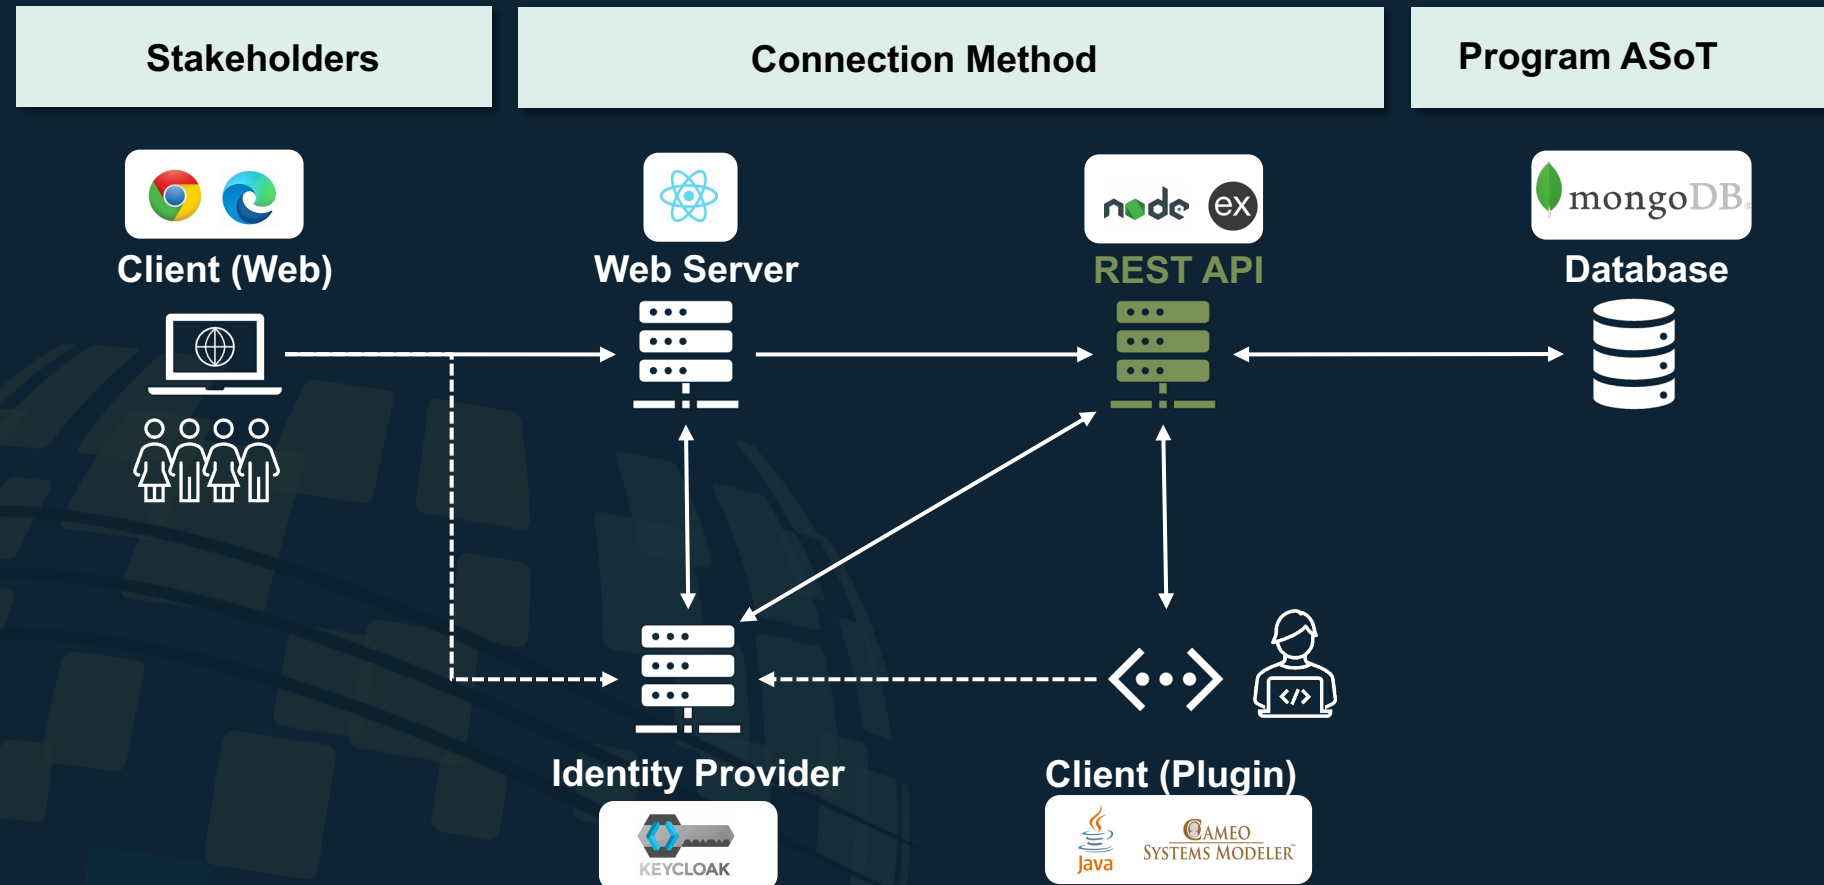 Stakeholders
Connection Method
Program ASoT
node
ex
mongoDB®
Client (Web)
Web Server
REST API
Database
</>
Identity Provider
Client (Plugin)
KEYCLOAK
Java
CAMEO
SYSTEMS MODELER™